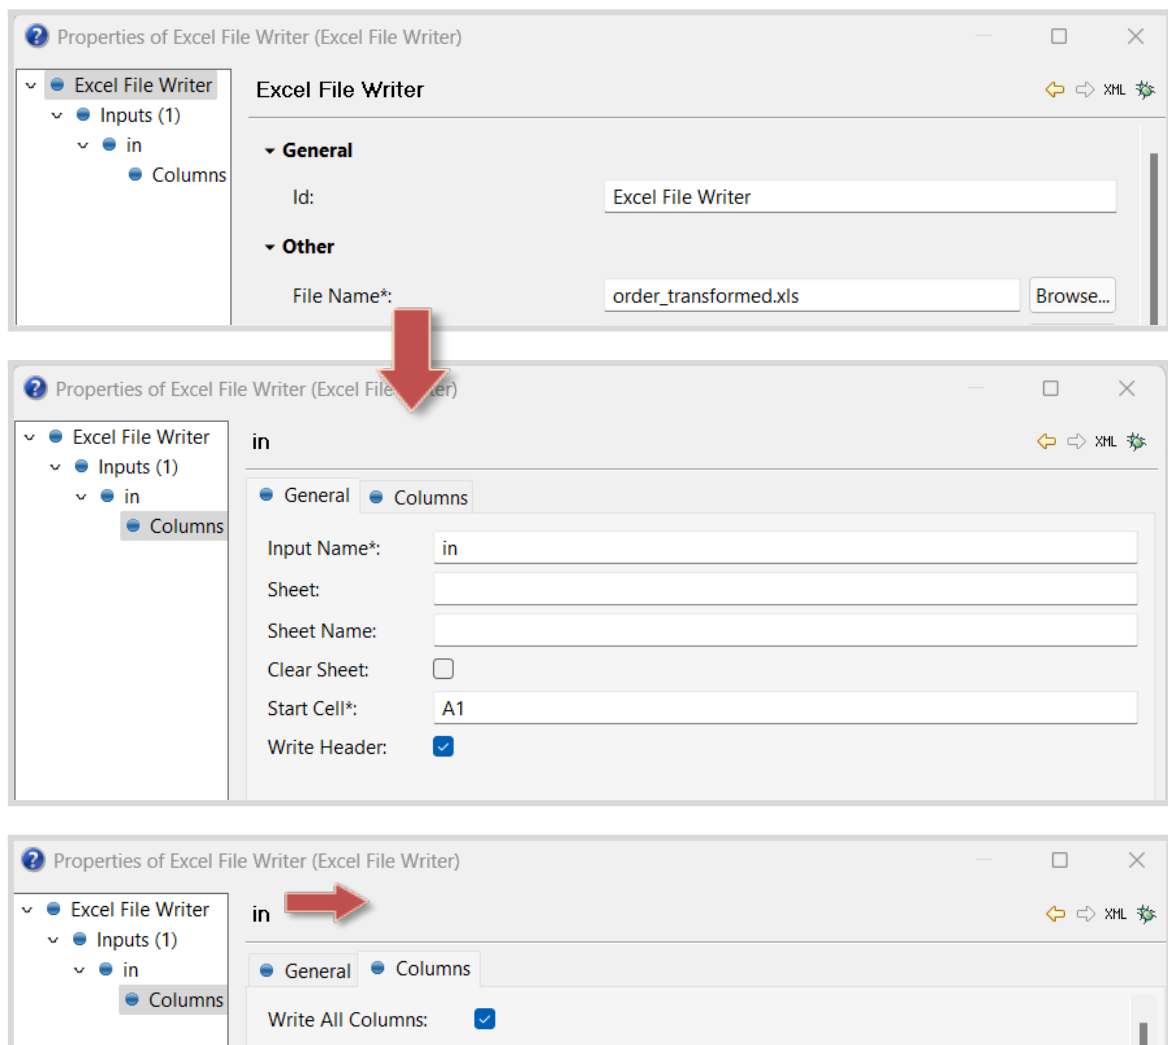 Properties of Excel File Writer (Excel File Writer)
Excel File Writer
Inputs (1)
in
Columns
Excel File Writer
XML
General
Id:
Excel File Writer
Other
File Name*:
order_transformed.xls
Browse...
Properties of Excel File Writer (Excel File Writer)
Excel File Writer
Inputs (1)
in
Columns
in
XML
General
Columns
Input Name*:
in
Sheet:
Sheet Name:
Clear Sheet:
Start Cell*:
A1
Write Header:
Properties of Excel File Writer (Excel File Writer)
Excel File Writer
Inputs (1)
in
Columns
in
XML
General
Columns
Write All Columns: